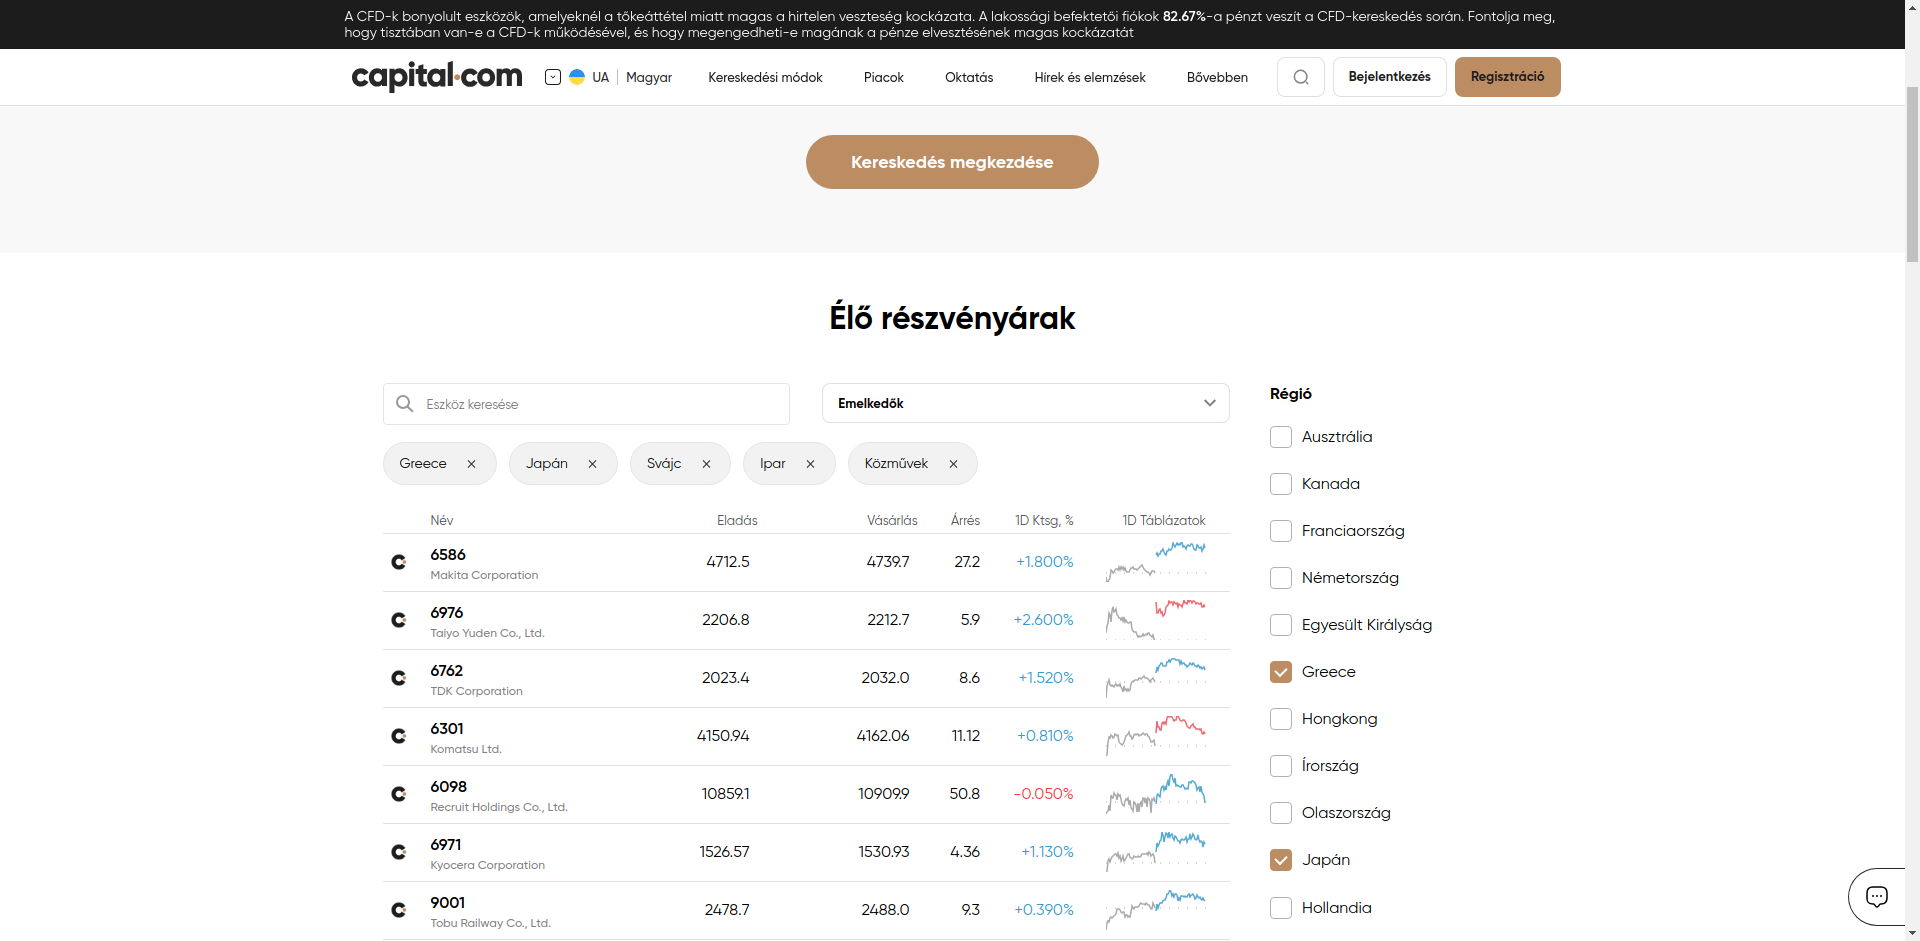 A CFD-k bonyolult eszközök, amelyeknél a tőkeáttétel miatt magas a hirtelen veszteség kockázata. A lakossági befektetői fiókok 82.67%-a pénzt veszít a CFD-kereskedés során. Fontolja meg,
hogy tisztában van-e a CFD-k működésével, és hogy megengedheti-e magának a pénze elvesztésének magas kockázatát
capital.com UA Magyar Kereskedési módok Piacok Oktatás Hírek és elemzések Bővebben Bejelentkezés Regisztráció
Kereskedés megkezdése
Élő részvényárak
Eszköz keresése Emelkedők
Greece Japán Svájc Ipar Közművek
Név Eladás Vásárlás Árrés 1D Ktsg, % 1D Táblázatok
6586 4712.5 4739.7 27.2 +1.800%
Makita Corporation
6976 2206.8 2212.7 5.9 +2.600%
Taiyo Yuden Co., Ltd.
6762 2023.4 2032.0 8.6 +1.520%
TDK Corporation
6301 4150.94 4162.06 11.12 +0.810%
Komatsu Ltd.
6098 10859.1 10909.9 50.8 -0.050%
Recruit Holdings Co., Ltd.
6971 1526.57 1530.93 4.36 +1.130%
Kyocera Corporation
9001 2478.7 2488.0 9.3 +0.390%
Tobu Railway Co., Ltd.
Régió
Ausztrália
Kanada
Franciaország
Németország
Egyesült Királyság
Greece
Hongkong
Írország
Olaszország
Japán
Hollandia